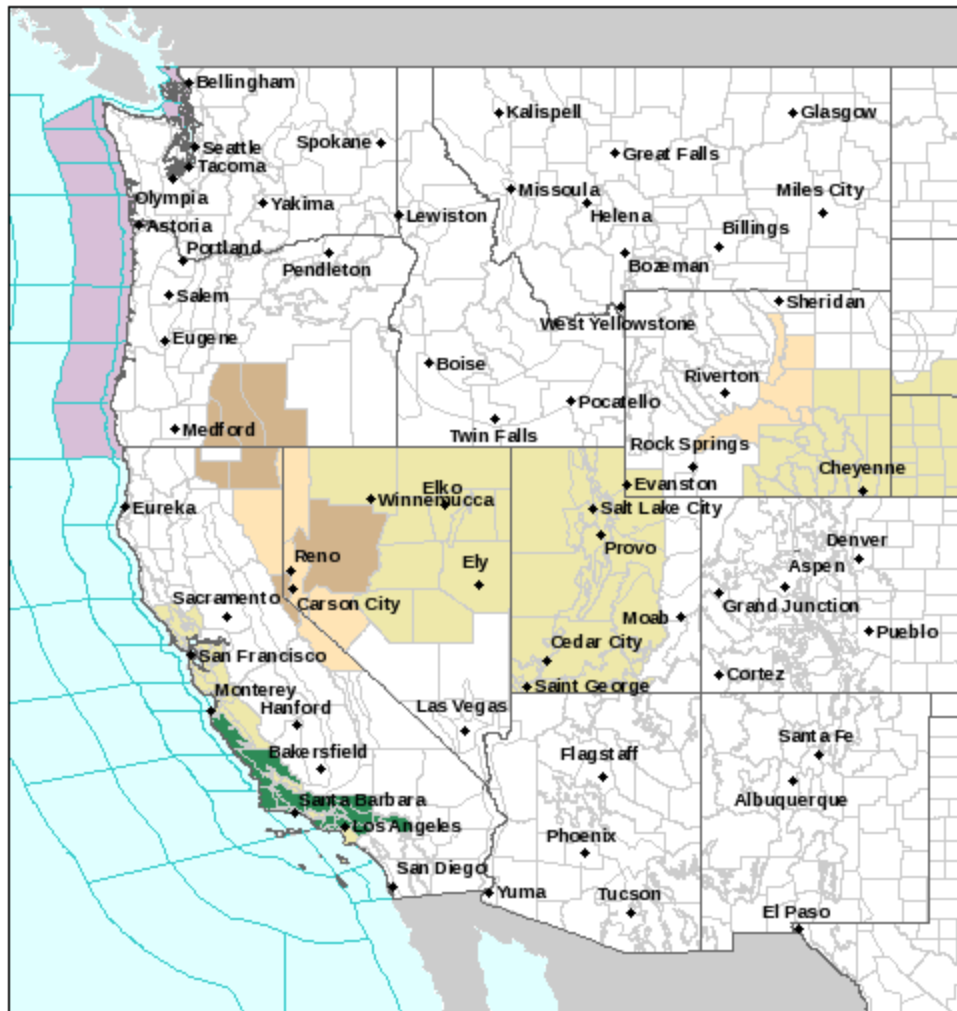 Bellingham
Kalispell
Glasgow
Seattle
Spokane
Great Falls
Tacoma
Missoula
Miles City
Olympia
Yakima
Lewiston
Helena
Astoria
Billings
Portland
Pendleton
Bozeman
Salem
Sheridan
West Yellowstone
Eugene
Boise
Riverton
Pocatello
Medford
Twin Falls
Rock Springs
Cheyenne
Elko
Evanston
Winnemucca
Eureka
Salt Lake City
Provo
Denver
Reno
Ely
Aspen
Sacramento
Carson City
Grand Junction
Moab
Pueblo
San Francisco
Cedar City
Cortez
Saint George
Monterey
Hanford
Las Vegas
Santa Fe
Bakersfield
Flagstaff
Santa Barbara
Albuquerque
Los Angeles
Phoenix
San Diego
Yuma
Tucson
El Paso